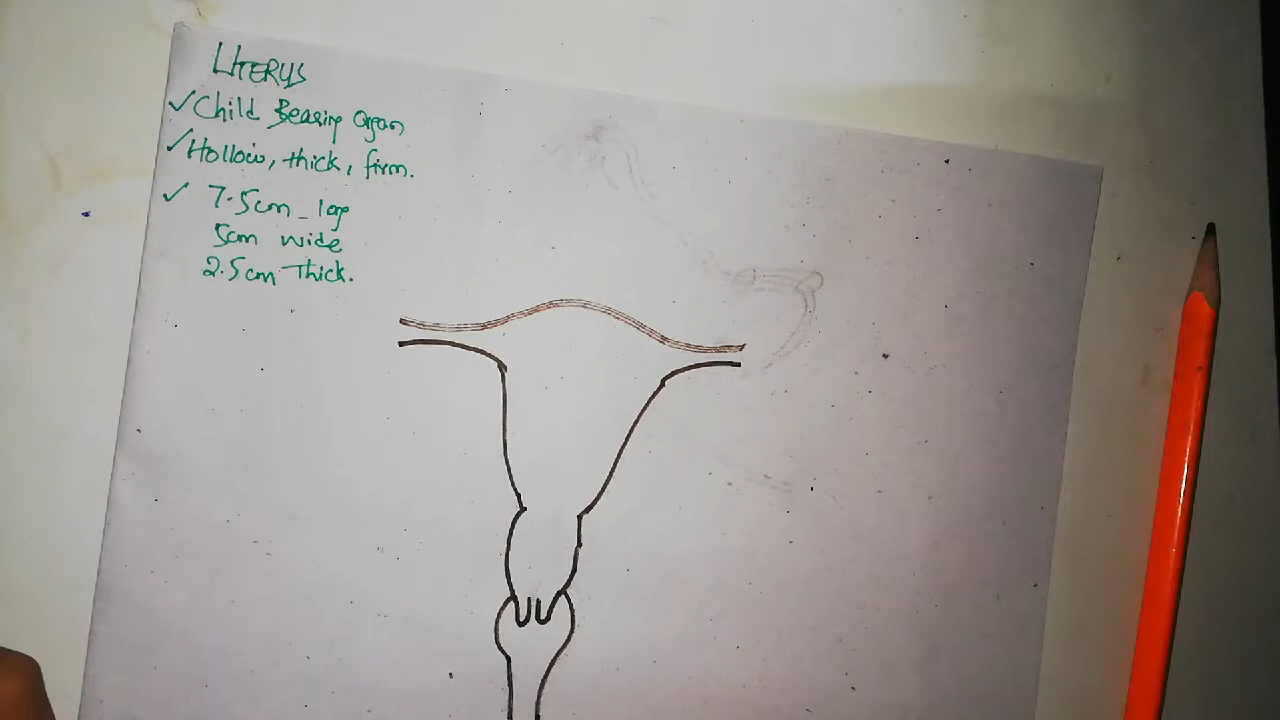 UTERUS
✓ Child Bearing Organ
✓ Hollow, thick, firm.
✓ 7.5cm - long
5cm wide
2.5cm Thick.